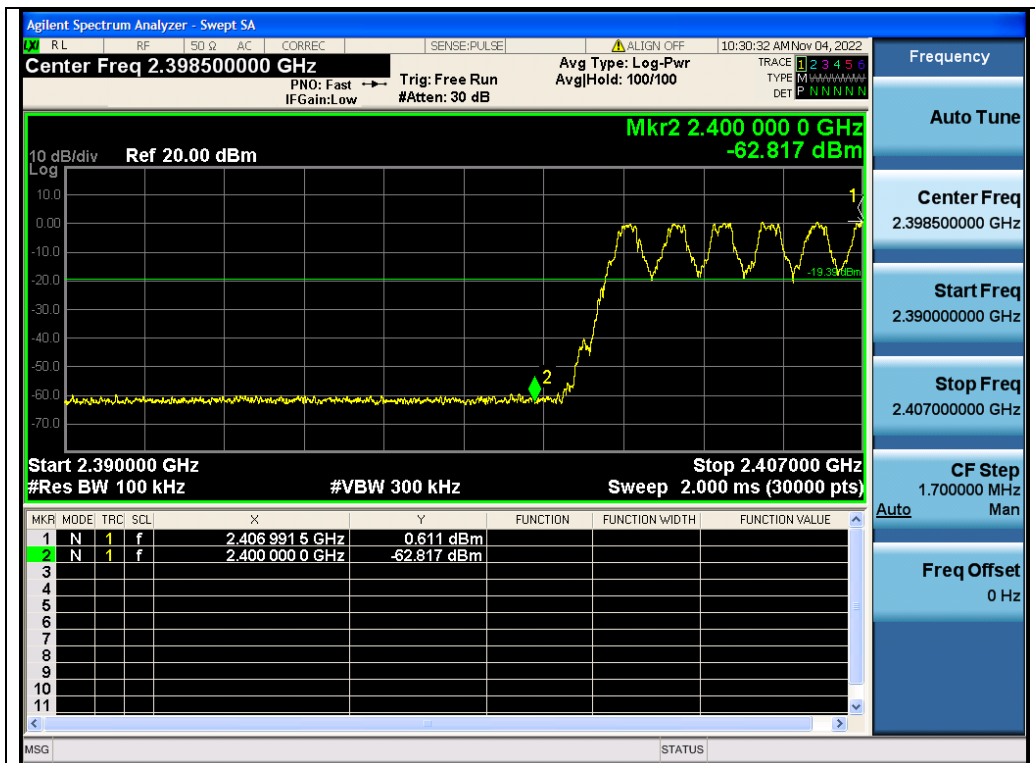 Agilent Spectrum Analyzer - Swept SA
LXI RL RF 50 Ω AC CORREC SENSE:PULSE ALIGN OFF 10:30:32 AM Nov 04, 2022
Center Freq 2.398500000 GHz
PNO: Fast
IFGain:Low
Trig: Free Run
#Atten: 30 dB
Avg Type: Log-Pwr
Avg|Hold: 100/100
TRACE 1 2 3 4 5 6
TYPE M
DET P N N N N N
Mkr2 2.400 000 0 GHz
-62.817 dBm
10 dB/div Ref 20.00 dBm
Log
10.0
0.00
-10.0
-20.0
-30.0
-40.0
-50.0
-60.0
-70.0
1
-19.39 dBm
2
Start 2.390000 GHz Stop 2.407000 GHz
#Res BW 100 kHz #VBW 300 kHz Sweep 2.000 ms (30000 pts)
MKR MODE TRC SCL X Y FUNCTION FUNCTION WIDTH FUNCTION VALUE
1 N 1 f 2.406 991 5 GHz 0.611 dBm
2 N 1 f 2.400 000 0 GHz -62.817 dBm
3
4
5
6
7
8
9
10
11
MSG STATUS
Frequency
Auto Tune
Center Freq
2.398500000 GHz
Start Freq
2.390000000 GHz
Stop Freq
2.407000000 GHz
CF Step
1.700000 MHz
Auto Man
Freq Offset
0 Hz